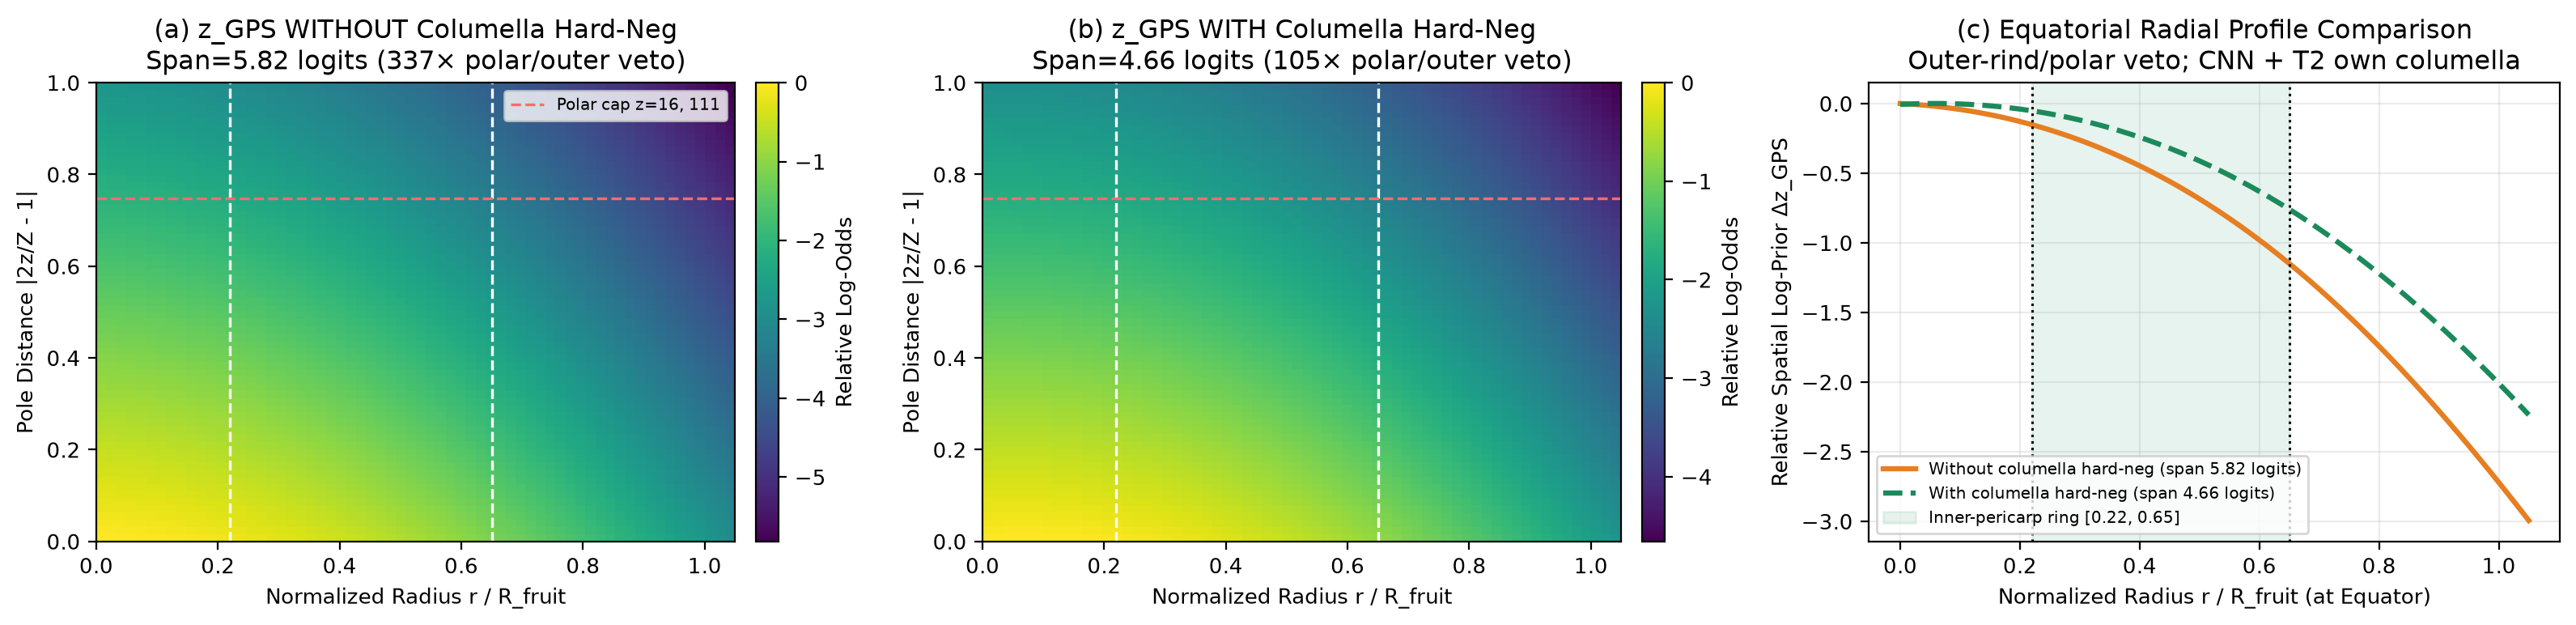 (a) z_GPS WITHOUT Columella Hard-Neg
Span=5.82 logits (337× polar/outer veto)
1.0
0.8
0.6
0.4
0.2
0.0
Pole Distance |2z/Z - 1|
Polar cap z=16, 111
0.0 0.2 0.4 0.6 0.8 1.0
Normalized Radius r / R_fruit
0
−1
−2
−3
−4
−5
Relative Log-Odds
(b) z_GPS WITH Columella Hard-Neg
Span=4.66 logits (105× polar/outer veto)
1.0
0.8
0.6
0.4
0.2
0.0
Pole Distance |2z/Z - 1|
0.0 0.2 0.4 0.6 0.8 1.0
Normalized Radius r / R_fruit
0
−1
−2
−3
−4
Relative Log-Odds
(c) Equatorial Radial Profile Comparison
Outer-rind/polar veto; CNN + T2 own columella
0.0
−0.5
−1.0
−1.5
−2.0
−2.5
−3.0
Relative Spatial Log-Prior Δz_GPS
Without columella hard-neg (span 5.82 logits)
With columella hard-neg (span 4.66 logits)
Inner-pericarp ring [0.22, 0.65]
0.0 0.2 0.4 0.6 0.8 1.0
Normalized Radius r / R_fruit (at Equator)